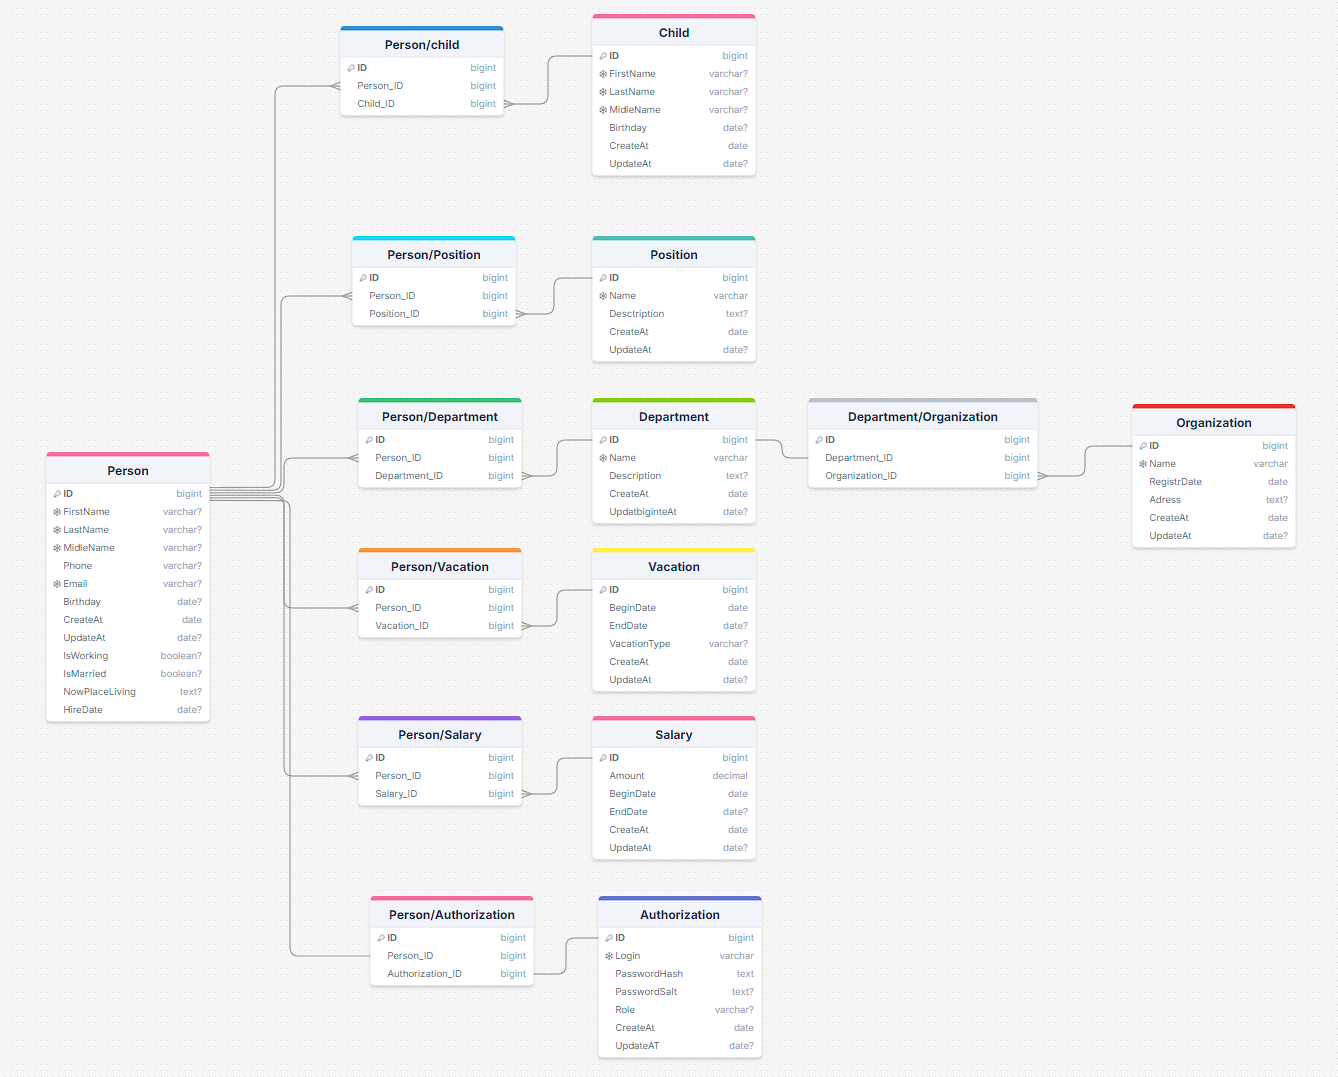 Person/child
ID bigint
Person_ID bigint
Child_ID bigint
Child
ID bigint
FirstName varchar?
LastName varchar?
MidleName varchar?
Birthday date?
CreateAt date
UpdateAt date?
Person/Position
ID bigint
Person_ID bigint
Position_ID bigint
Position
ID bigint
Name varchar
Desctription text?
CreateAt date
UpdateAt date?
Person/Department
ID bigint
Person_ID bigint
Department_ID bigint
Department
ID bigint
Name varchar
Description text?
CreateAt date
UpdatbiginteAt date?
Department/Organization
ID bigint
Department_ID bigint
Organization_ID bigint
Organization
ID bigint
Name varchar
RegistrDate date
Adress text?
CreateAt date
UpdateAt date?
Person
ID bigint
FirstName varchar?
LastName varchar?
MidleName varchar?
Phone varchar?
Email varchar?
Birthday date?
CreateAt date
UpdateAt date?
IsWorking boolean?
IsMarried boolean?
NowPlaceLiving text?
HireDate date?
Person/Vacation
ID bigint
Person_ID bigint
Vacation_ID bigint
Vacation
ID bigint
BeginDate date
EndDate date?
VacationType varchar?
CreateAt date
UpdateAt date?
Person/Salary
ID bigint
Person_ID bigint
Salary_ID bigint
Salary
ID bigint
Amount decimal
BeginDate date
EndDate date?
CreateAt date
UpdateAt date?
Person/Authorization
ID bigint
Person_ID bigint
Authorization_ID bigint
Authorization
ID bigint
Login varchar
PasswordHash text
PasswordSalt text?
Role varchar?
CreateAt date
UpdateAT date?